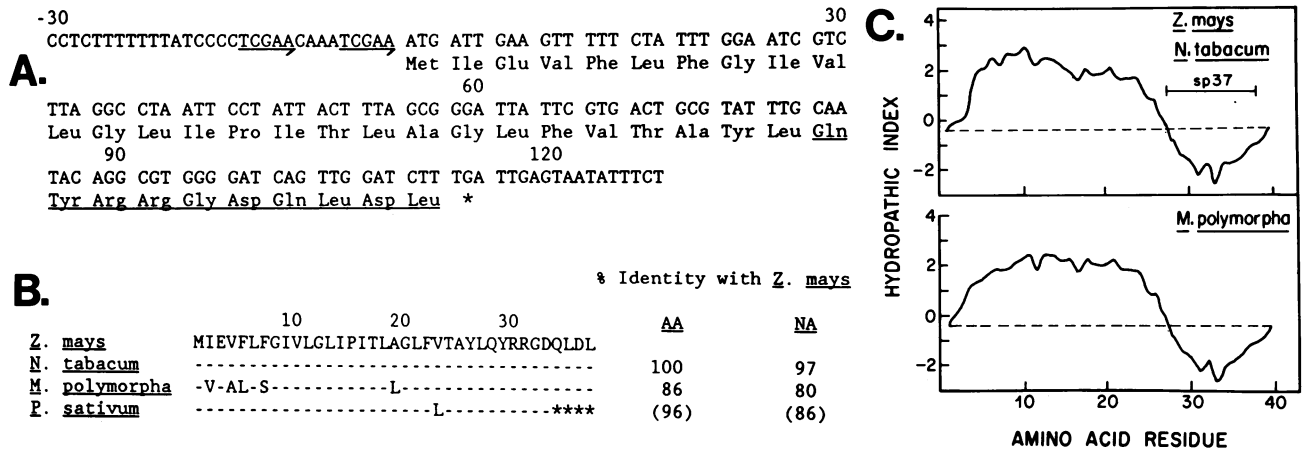 A.
-30 30
CCTCTTTTTTTATCCCCTCGAACAAATCGAA ATG ATT GAA GTT TTT CTA TTT GGA ATC GTC
Met Ile Glu Val Phe Leu Phe Gly Ile Val
60
TTA GGC CTA ATT CCT ATT ACT TTA GCG GGA TTA TTC GTG ACT GCG TAT TTG CAA
Leu Gly Leu Ile Pro Ile Thr Leu Ala Gly Leu Phe Val Thr Ala Tyr Leu Gln
90 120
TAC AGG CGT GGG GAT CAG TTG GAT CTT TGA TTGAGTAATATTTCT
Tyr Arg Arg Gly Asp Gln Leu Asp Leu *
B.
% Identity with Z. mays
10 20 30 AA NA
Z. mays MIEVFLFGIVLGLIPITLAGLFVTAYLQYRRGDQLDL
N. tabacum ------------------------------------- 100 97
M. polymorpha -V-AL-S-----------L------------------ 86 80
P. sativum ----------------------L----------**** (96) (86)
C.
Z. mays
N. tabacum
sp37
4
2
0
-2
M. polymorpha
4
2
0
-2
HYDROPATHIC INDEX
10 20 30 40
AMINO ACID RESIDUE